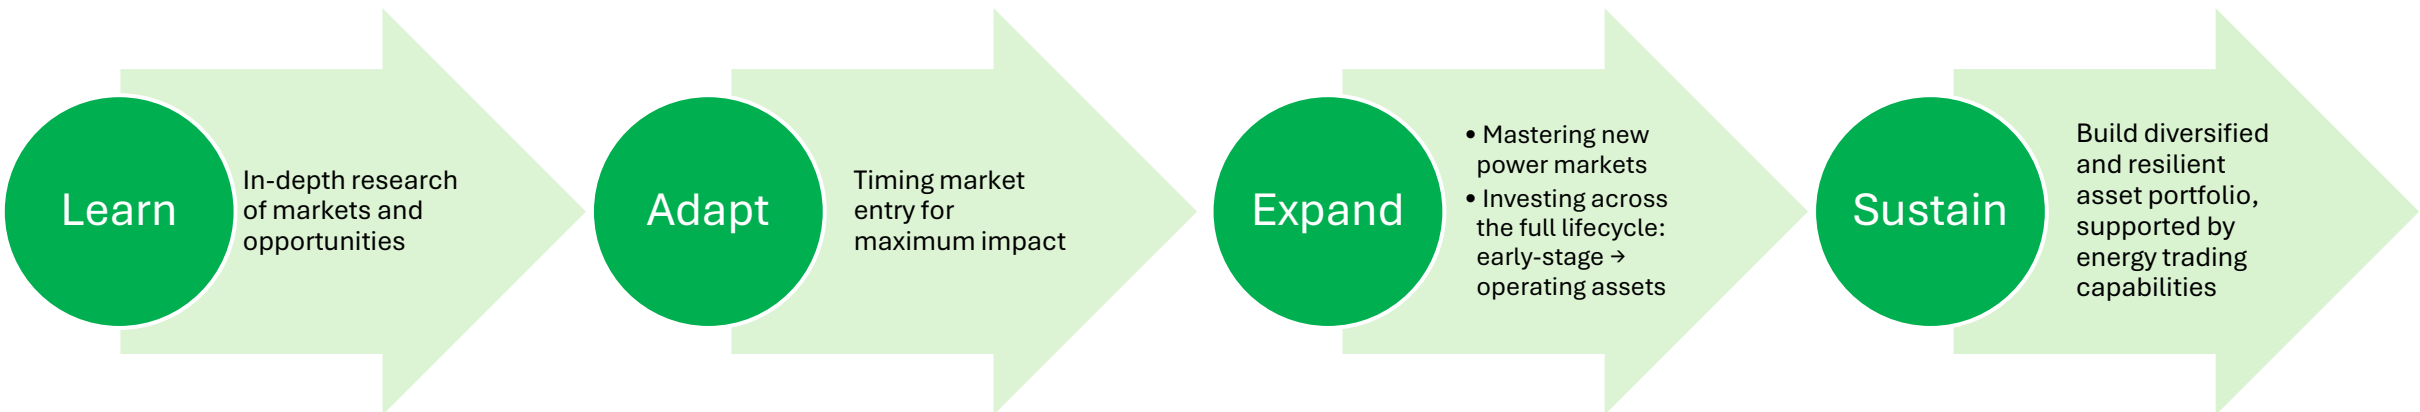 Learn
In-depth research
of markets and
opportunities
Adapt
Timing market
entry for
maximum impact
Expand
• Mastering new
power markets
• Investing across
the full lifecycle:
early-stage →
operating assets
Sustain
Build diversified
and resilient
asset portfolio,
supported by
energy trading
capabilities